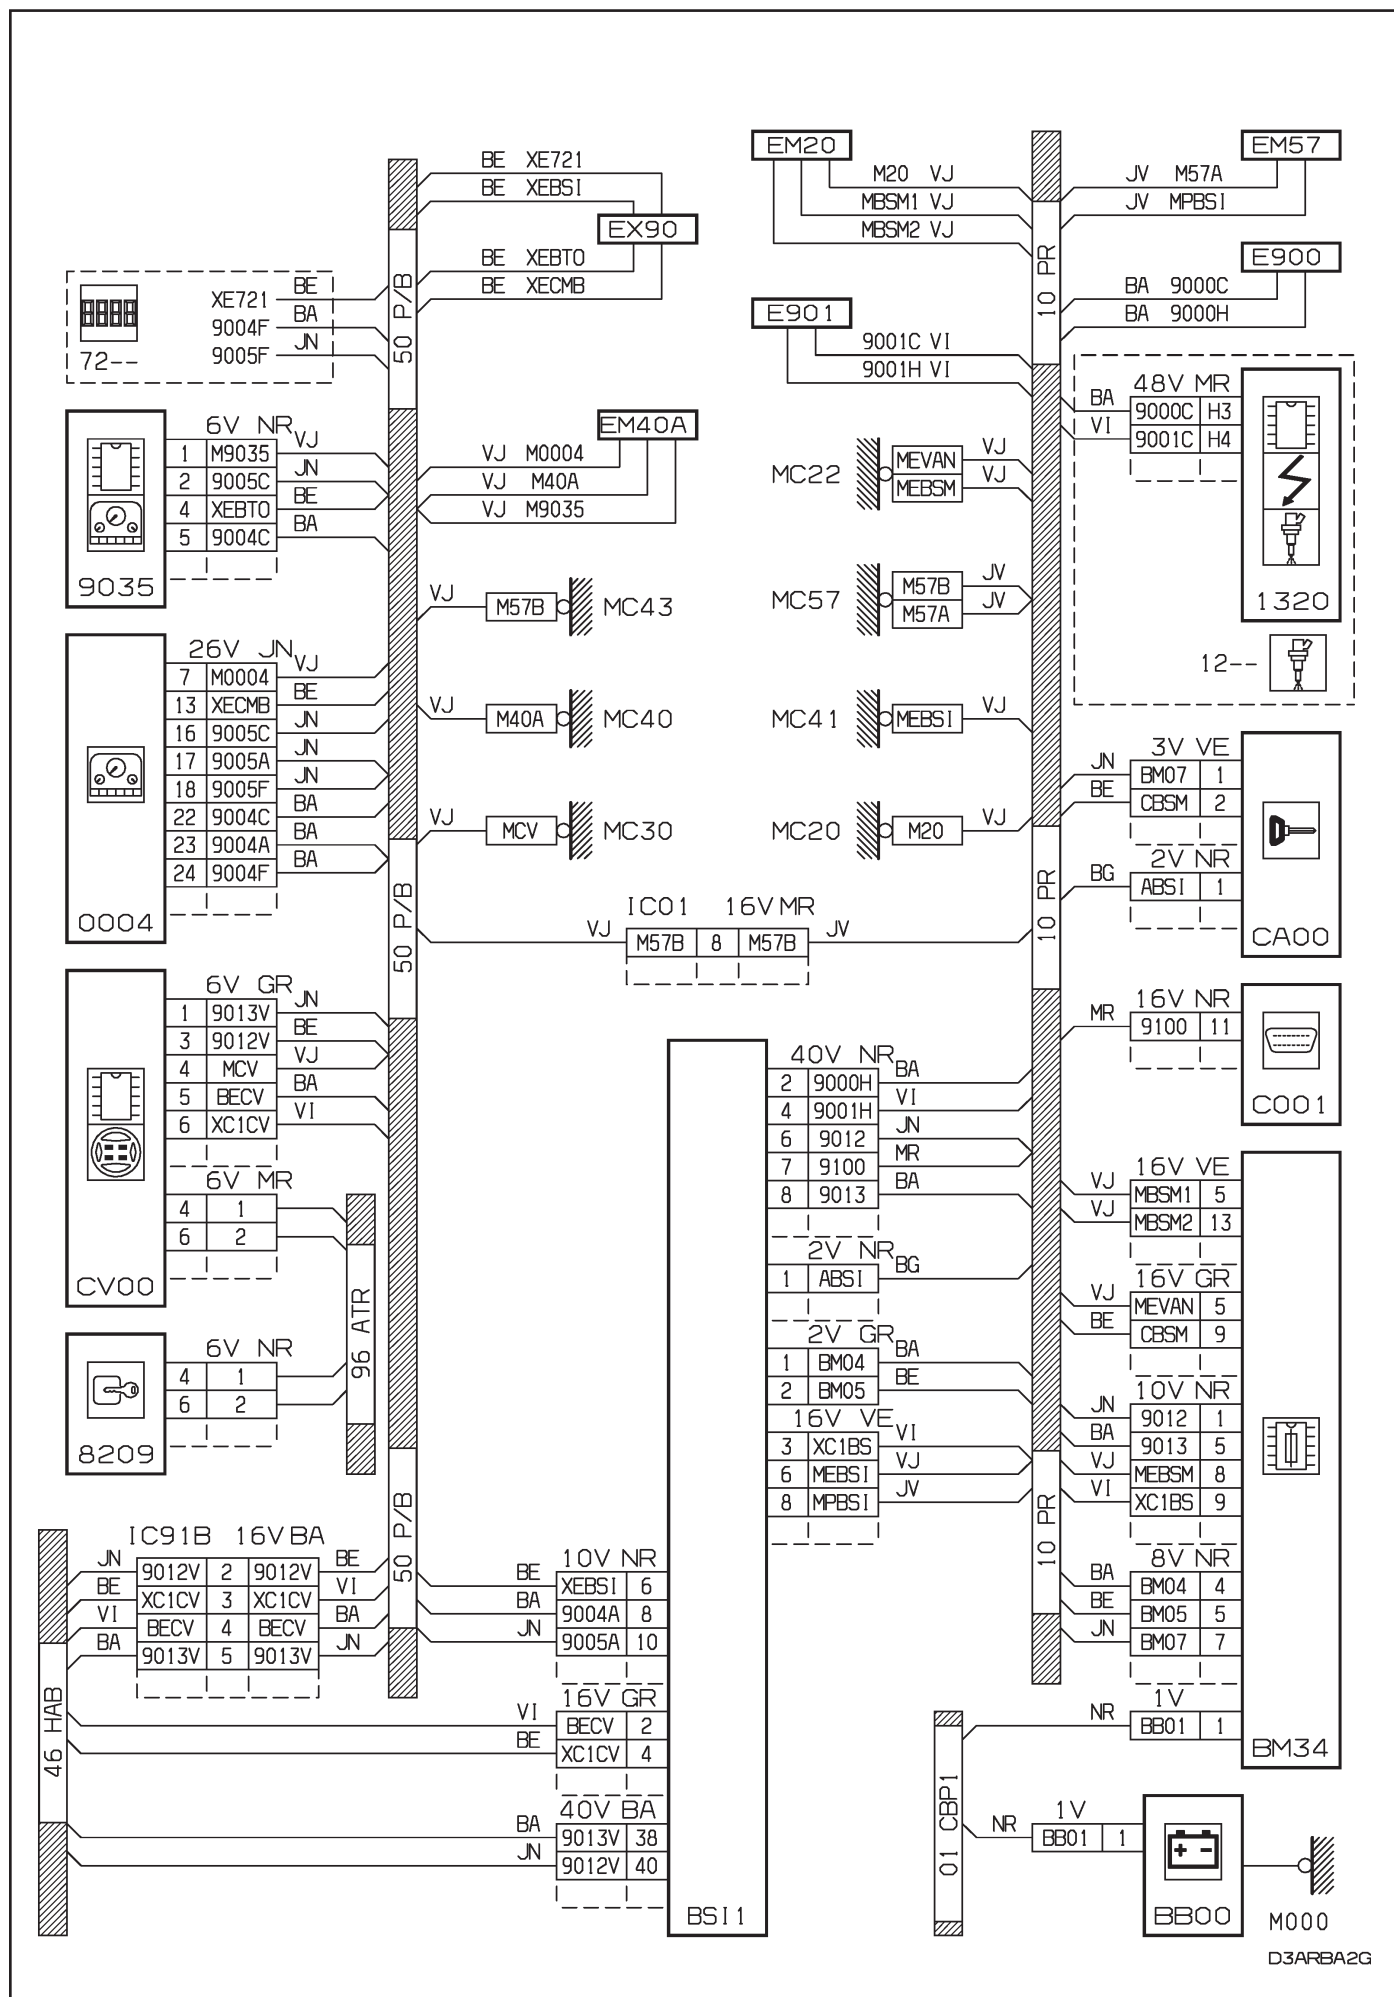 BE XE721
BE XEBSI
EX90
BE XEBTO
BE XECMB
50 P/B
72--
XE721 BE
9004F BA
9005F JN
EM20
M20 VJ
MBSM1 VJ
MBSM2 VJ
EM57
JV M57A
JV MPBSI
10 PR
E900
BA 9000C
BA 9000H
E901
9001C VI
9001H VI
48V MR
BA 9000C H3
VI 9001C H4
1320
12--
6V NR
1 M9035 VJ
2 9005C JN
4 XEBTO BE
5 9004C BA
9035
EM40A
VJ M0004
VJ M40A
VJ M9035
MC22
MEVAN VJ
MEBSM VJ
VJ M57B MC43
MC57
M57B JV
M57A JV
26V JN
7 M0004 VJ
13 XECMB BE
16 9005C JN
17 9005A JN
18 9005F JN
22 9004C BA
23 9004A BA
24 9004F BA
0004
VJ M40A MC40
MC41 MEBSI VJ
VJ MCV MC30
MC20 M20 VJ
3V VE
JN BM07 1
BE CBSM 2
2V NR
BG ABSI 1
CA00
50 P/B
10 PR
IC01 16V MR
VJ M57B 8 M57B JV
6V GR
1 9013V JN
3 9012V BE
4 MCV VJ
5 BECV BA
6 XC1CV VI
6V MR
4 1
6 2
CV00
96 ATR
6V NR
4 1
6 2
8209
16V NR
MR 9100 11
C001
40V NR
2 9000H BA
4 9001H VI
6 9012 JN
7 9100 MR
8 9013 BA
2V NR
1 ABSI BG
2V GR
1 BM04 BA
2 BM05 BE
16V VE
3 XC1BS VI
6 MEBSI VJ
8 MPBSI JV
16V VE
VJ MBSM1 5
VJ MBSM2 13
16V GR
VJ MEVAN 5
BE CBSM 9
10V NR
JN 9012 1
BA 9013 5
VJ MEBSM 8
VI XC1BS 9
8V NR
BA BM04 4
BE BM05 5
JN BM07 7
1V
NR BB01 1
BM34
50 P/B
10 PR
IC91B 16V BA
JN 9012V 2 9012V BE
BE XC1CV 3 XC1CV VI
VI BECV 4 BECV BA
BA 9013V 5 9013V JN
46 HAB
10V NR
BE XEBSI 6
BA 9004A 8
JN 9005A 10
16V GR
VI BECV 2
BE XC1CV 4
40V BA
BA 9013V 38
JN 9012V 40
BSI1
01 CBP1
1V
NR BB01 1
BB00
M000
D3ARBA2G